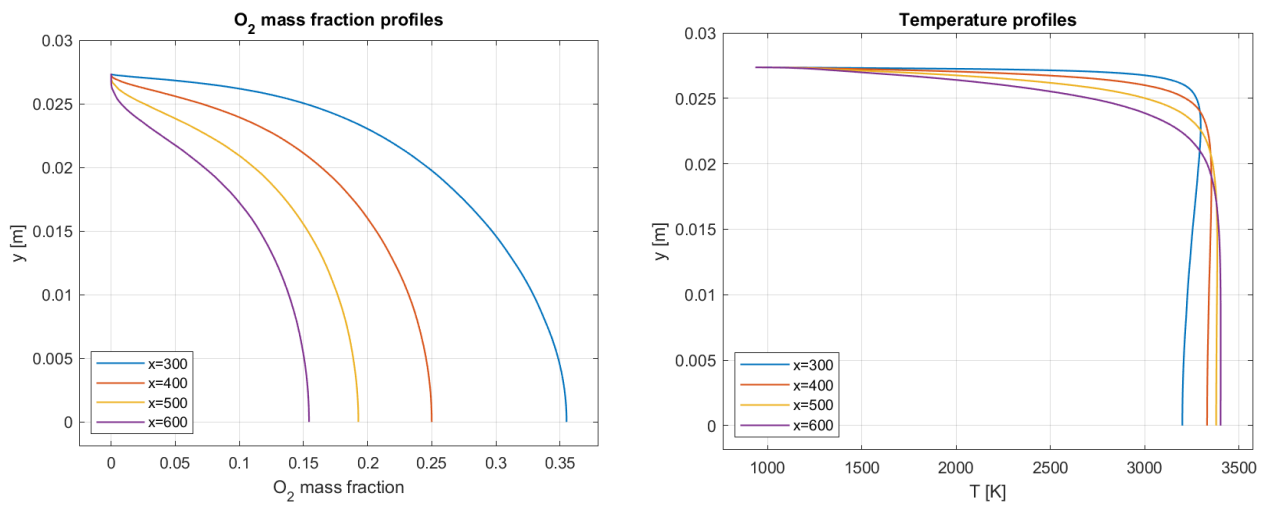 O2 mass fraction profiles
0.03
0.025
0.02
0.015
0.01
0.005
0
y [m]
x=300
x=400
x=500
x=600
0 0.05 0.1 0.15 0.2 0.25 0.3 0.35
O2 mass fraction
Temperature profiles
0.03
0.025
0.02
0.015
0.01
0.005
0
y [m]
x=300
x=400
x=500
x=600
1000 1500 2000 2500 3000 3500
T [K]